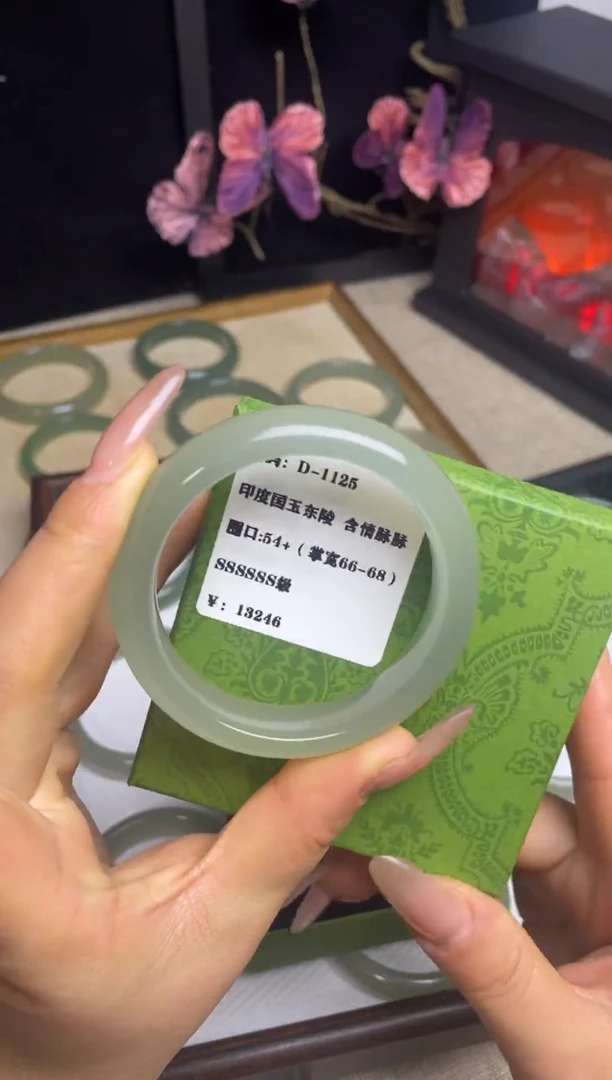 : D-1125
印度国玉东陵 含情脉脉
圈口:54+（掌宽66-68）
SSSSSS级
￥: 13246